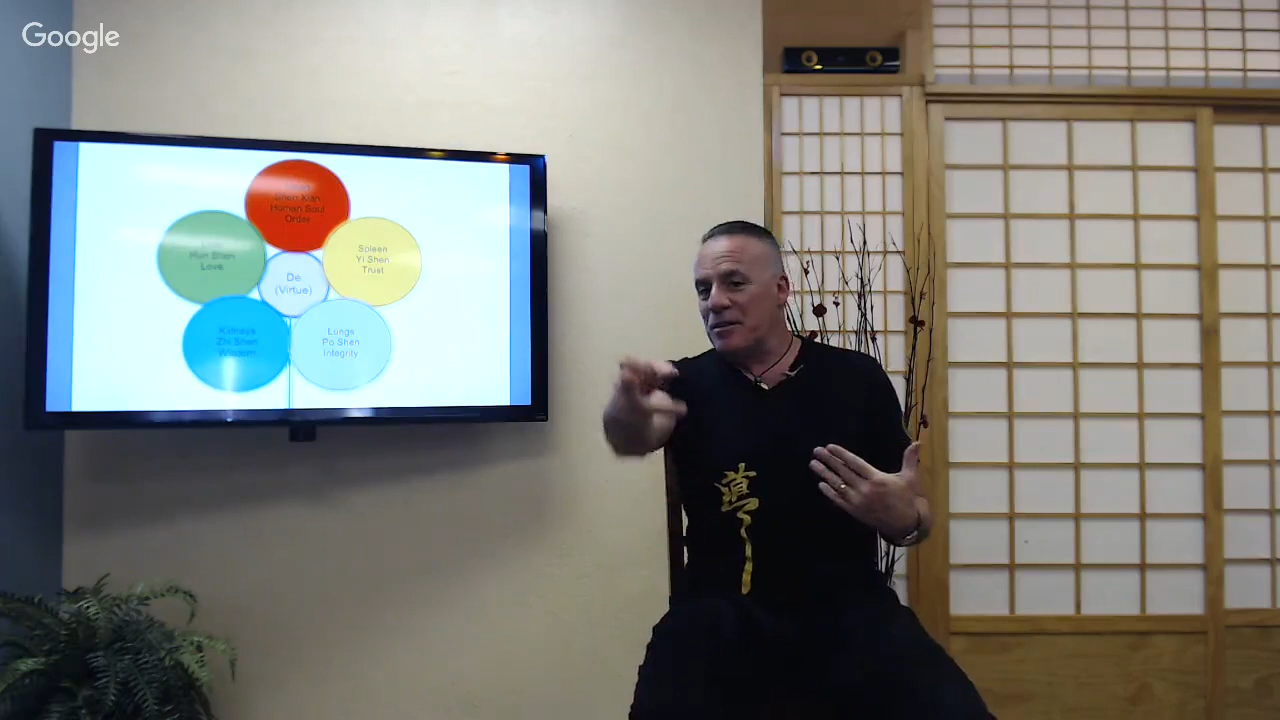 Google
Shen Xian
Human Soul
Order
Hun Shen
Love
Spleen
Yi Shen
Trust
De
(Virtue)
Kidneys
Zhi Shen
Wisdom
Lungs
Po Shen
Integrity